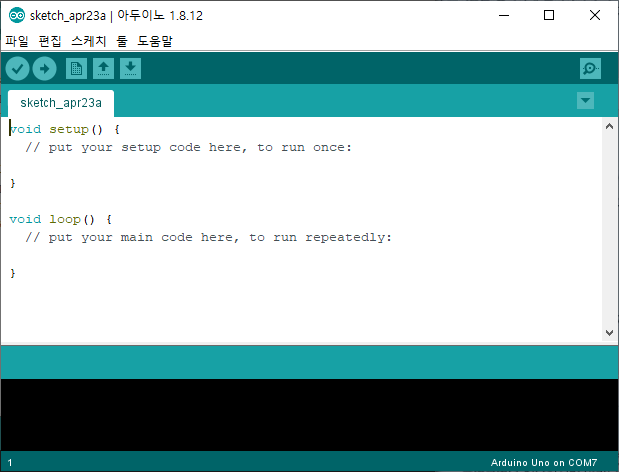 sketch_apr23a | 아두이노 1.8.12
파일 편집 스케치 툴 도움말
sketch_apr23a
void setup() {
  // put your setup code here, to run once:
}
void loop() {
  // put your main code here, to run repeatedly:
}
1 Arduino Uno on COM7